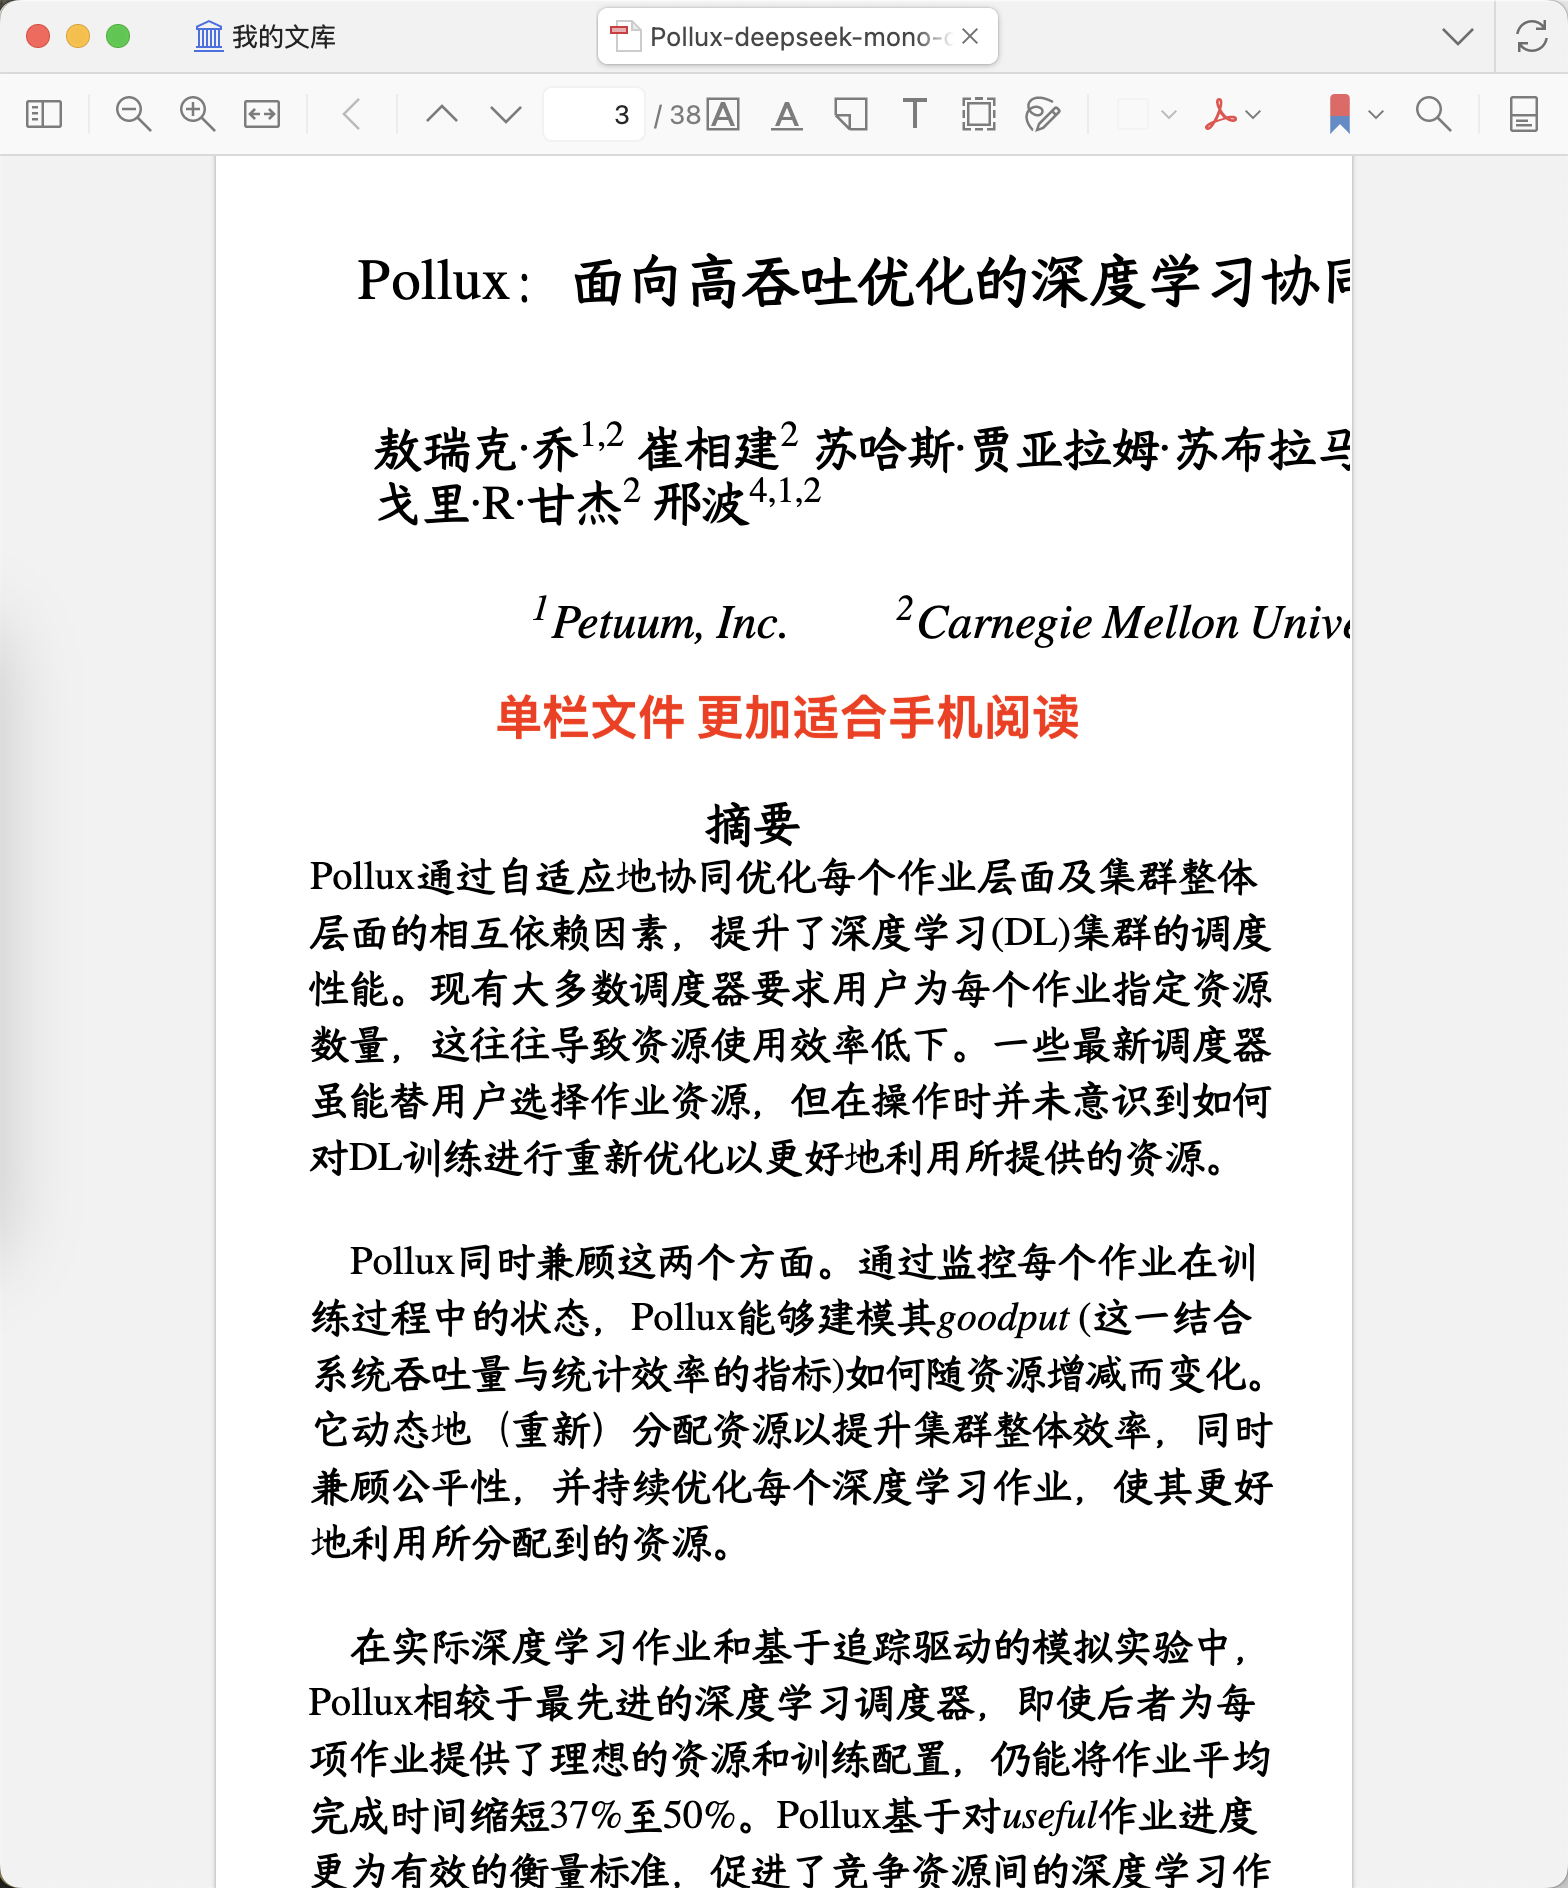 我的文库
Pollux-deepseek-mono-
3 / 38
Pollux：面向高吞吐优化的深度学习协同
敖瑞克·乔1,2 崔相建2 苏哈斯·贾亚拉姆·苏布拉马
戈里·R·甘杰2 邢波4,1,2
1Petuum, Inc. 2Carnegie Mellon Unive
单栏文件 更加适合手机阅读
摘要
Pollux通过自适应地协同优化每个作业层面及集群整体
层面的相互依赖因素，提升了深度学习(DL)集群的调度
性能。现有大多数调度器要求用户为每个作业指定资源
数量，这往往导致资源使用效率低下。一些最新调度器
虽能替用户选择作业资源，但在操作时并未意识到如何
对DL训练进行重新优化以更好地利用所提供的资源。
Pollux同时兼顾这两个方面。通过监控每个作业在训
练过程中的状态，Pollux能够建模其goodput (这一结合
系统吞吐量与统计效率的指标)如何随资源增减而变化。
它动态地（重新）分配资源以提升集群整体效率，同时
兼顾公平性，并持续优化每个深度学习作业，使其更好
地利用所分配到的资源。
在实际深度学习作业和基于追踪驱动的模拟实验中，
Pollux相较于最先进的深度学习调度器，即使后者为每
项作业提供了理想的资源和训练配置，仍能将作业平均
完成时间缩短37%至50%。Pollux基于对useful作业进度
更为有效的衡量标准，促进了竞争资源间的深度学习作